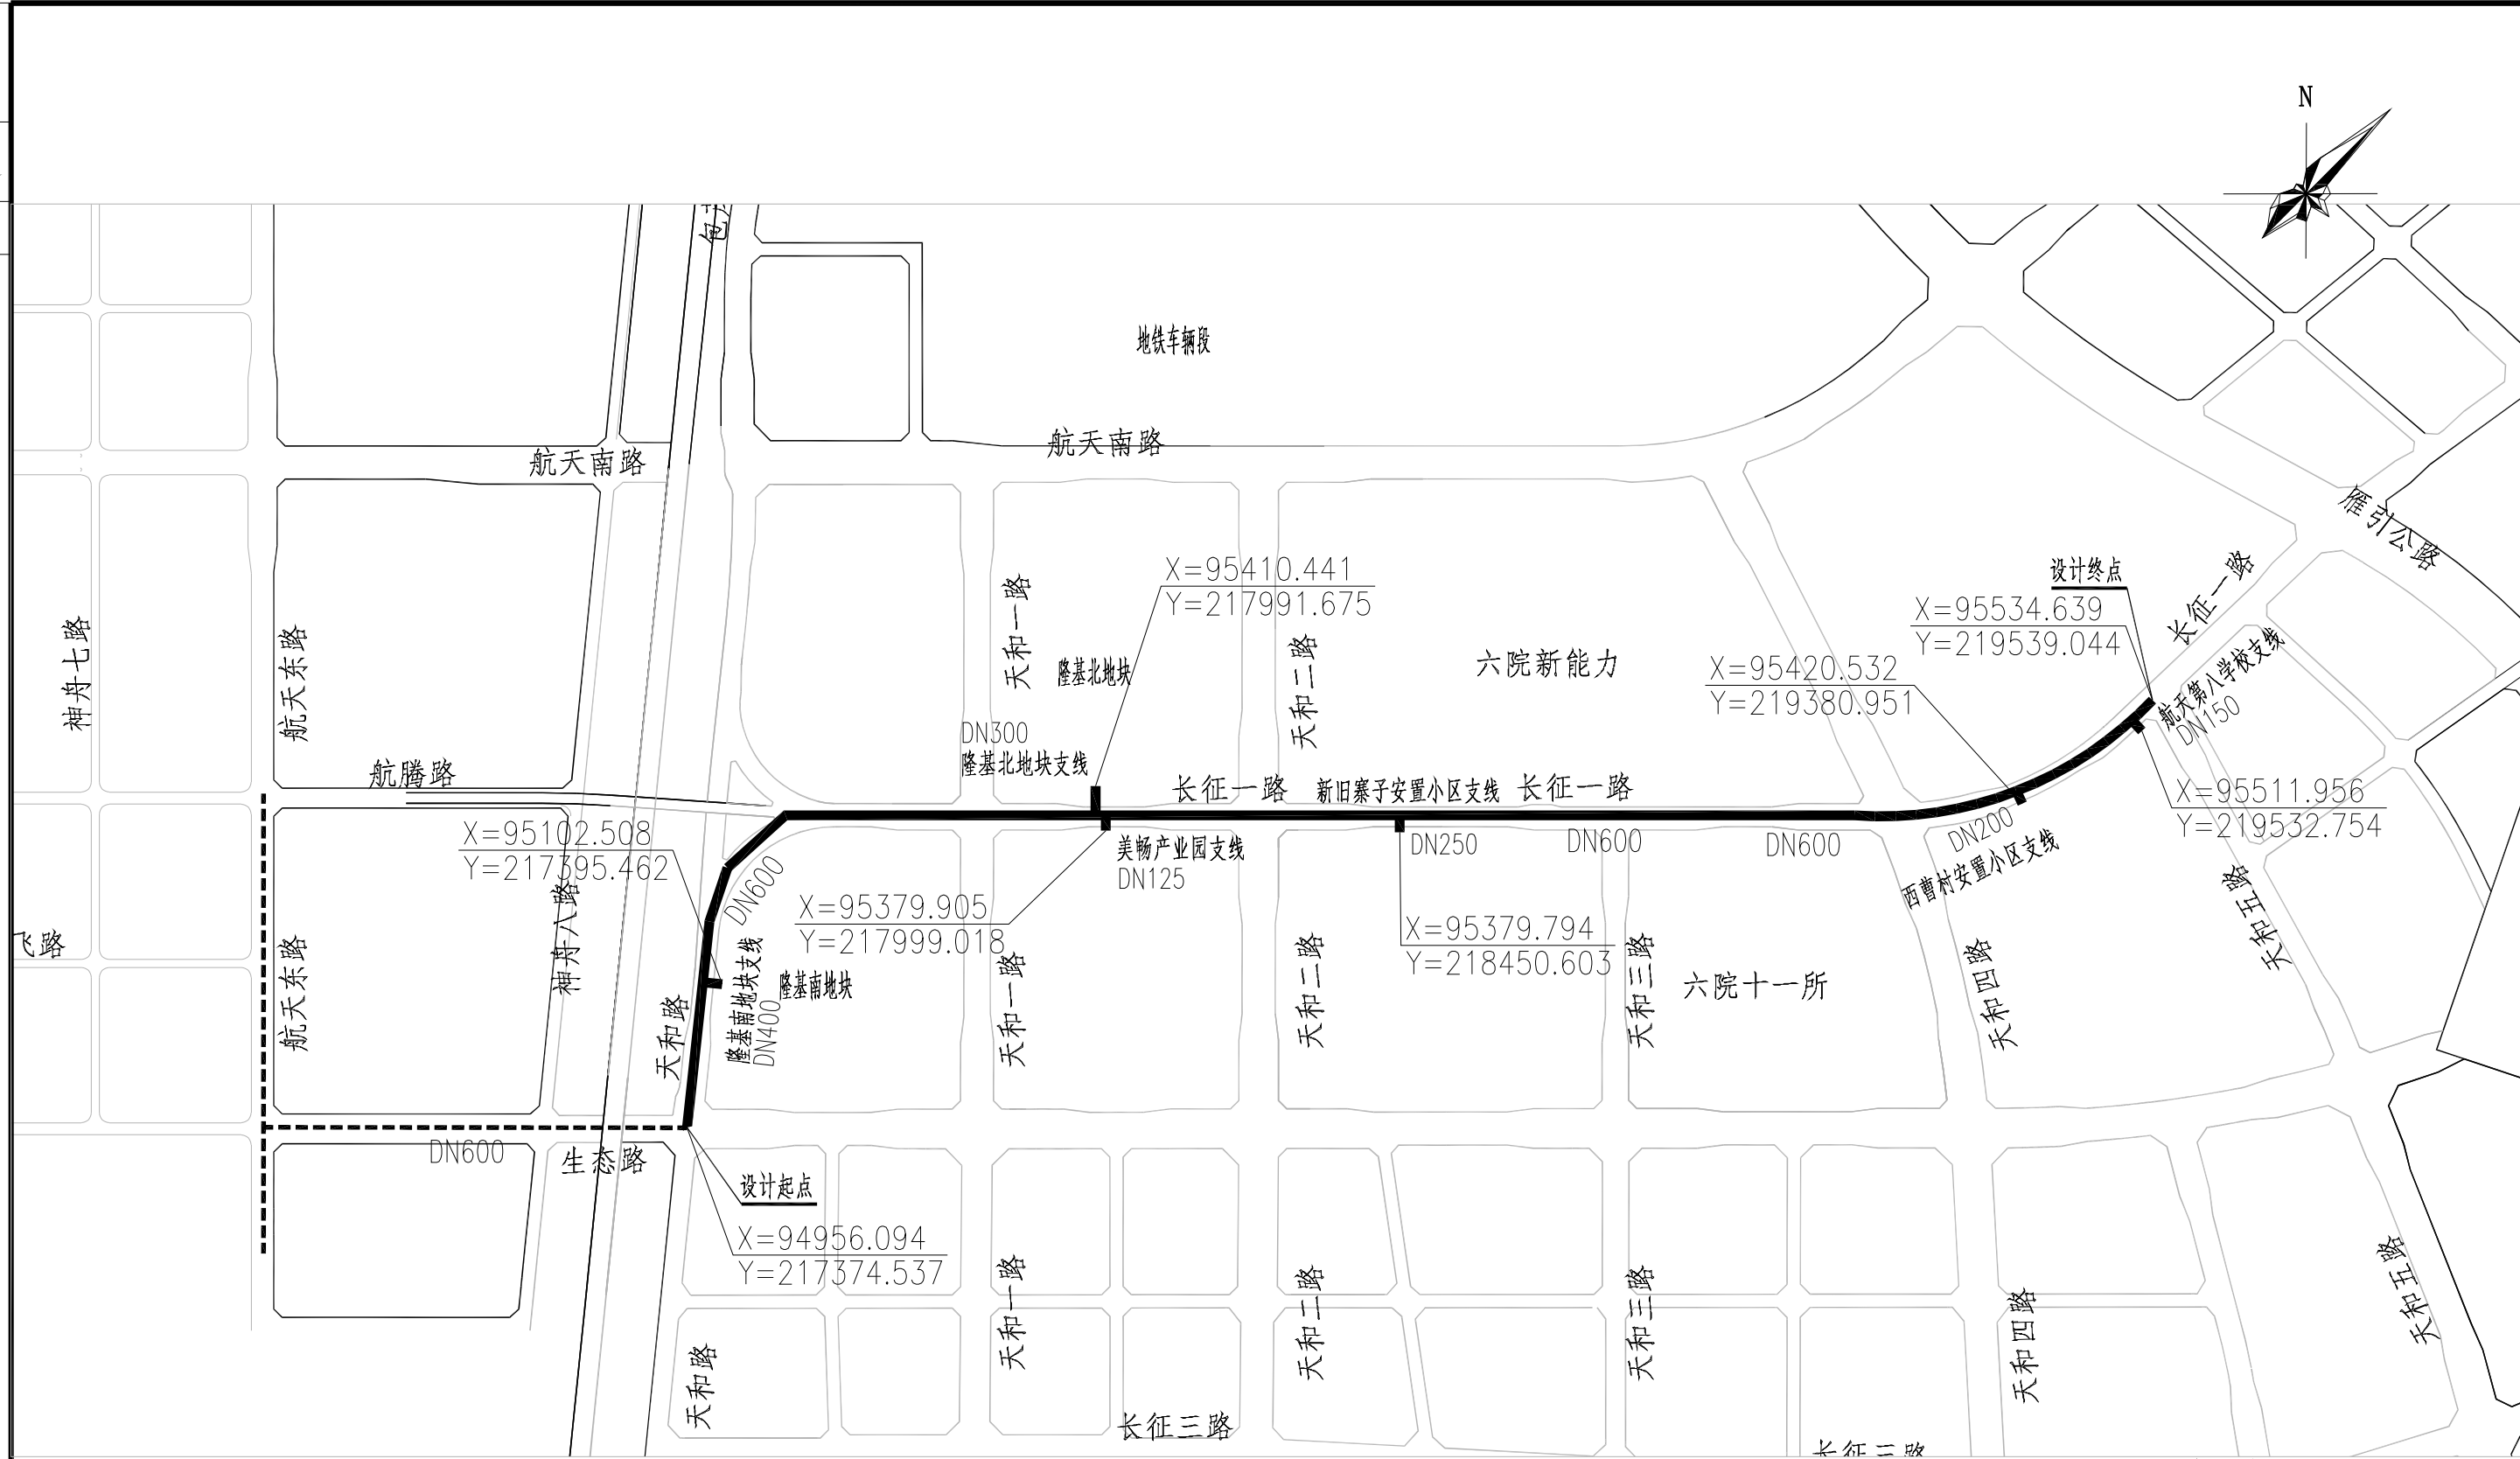 N
包
地铁车辆段
航天南路
航天南路
雁引公路
X=95410.441
Y=217991.675
设计终点
长征一路
X=95534.639
Y=219539.044
神舟七路
航天东路
天和一路
隆基北地块
天和二路
六院新能力
X=95420.532
Y=219380.951
航天第八学校支线
DN150
DN300
隆基北地块支线
航腾路
长征一路
新旧寨子安置小区支线
长征一路
X=95511.956
Y=219532.754
X=95102.508
Y=217395.462
DN600
美畅产业园支线
DN125
DN250
DN600
DN600
DN200
西曹村安置小区支线
神舟八路
X=95379.905
Y=217999.018
X=95379.794
Y=218450.603
天和五路
飞路
航天东路
天和路
隆基南地块支线
DN400
隆基南地块
天和一路
天和二路
天和三路
六院十一所
天和四路
DN600
生态路
设计起点
X=94956.094
Y=217374.537
天和路
天和一路
天和二路
天和三路
天和四路
天和五路
长征三路
长征三路